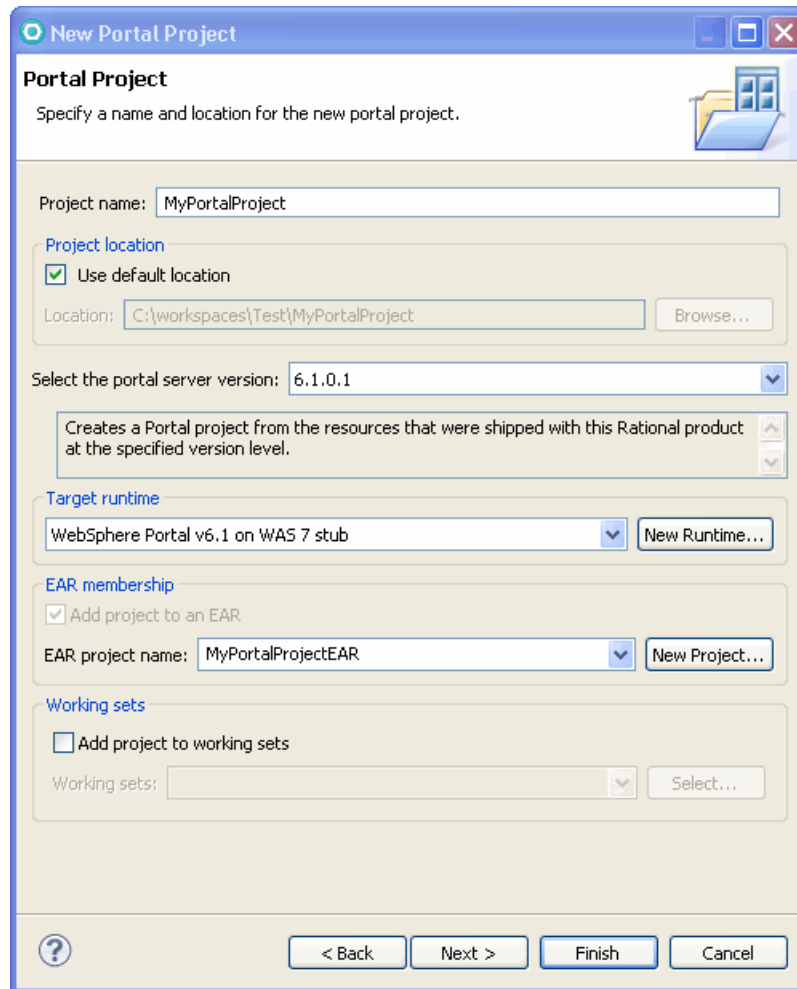 New Portal Project
Portal Project
Specify a name and location for the new portal project.
Project name: MyPortalProject
Project location
Use default location
Location: C:\workspaces\Test\MyPortalProject Browse...
Select the portal server version: 6.1.0.1
Creates a Portal project from the resources that were shipped with this Rational product
at the specified version level.
Target runtime
WebSphere Portal v6.1 on WAS 7 stub New Runtime...
EAR membership
Add project to an EAR
EAR project name: MyPortalProjectEAR New Project...
Working sets
Add project to working sets
Working sets: Select...
? < Back Next > Finish Cancel